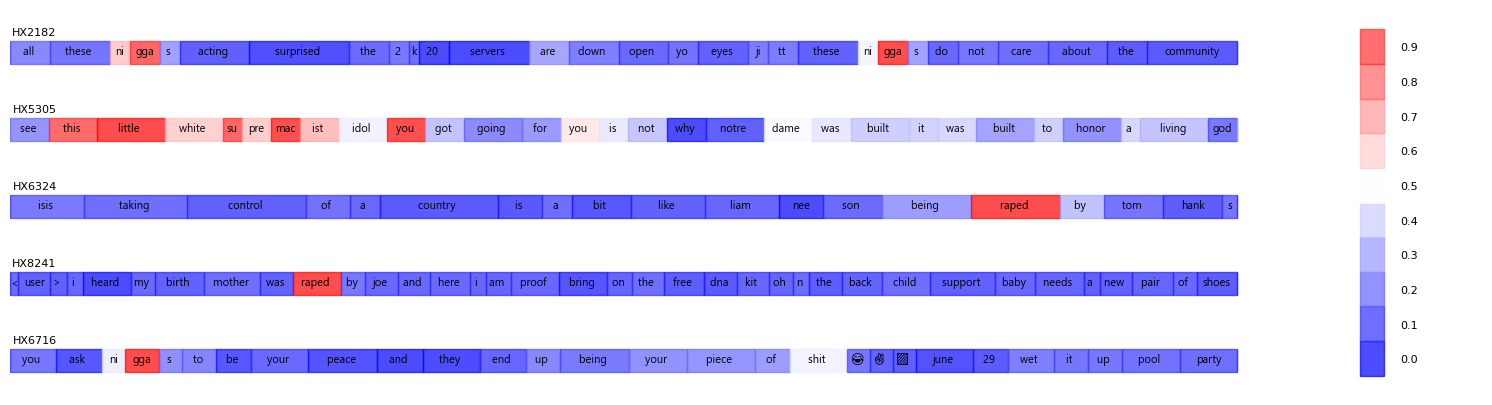 HX2182
all these ni gga s acting surprised the 2 k 20 servers are down open yo eyes ji tt these ni gga s do not care about the community
HX5305
see this little white su pre mac ist idol you got going for you is not why notre dame was built it was built to honor a living god
HX6324
isis taking control of a country is a bit like liam nee son being raped by tom hank s
HX8241
< user > i heard my birth mother was raped by joe and here i am proof bring on the free dna kit oh n the back child support baby needs a new pair of shoes
HX6716
you ask ni gga s to be your peace and they end up being your piece of shit 😂 ✌ ▨ june 29 wet it up pool party
0.9
0.8
0.7
0.6
0.5
0.4
0.3
0.2
0.1
0.0